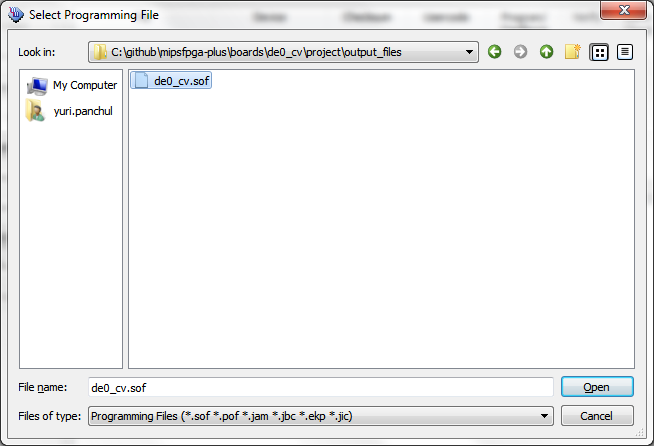 Select Programming File
Look in: C:\github\mipsfpga-plus\boards\de0_cv\project\output_files
My Computer
yuri.panchul
de0_cv.sof
File name: de0_cv.sof Open
Files of type: Programming Files (*.sof *.pof *.jam *.jbc *.ekp *.jic) Cancel